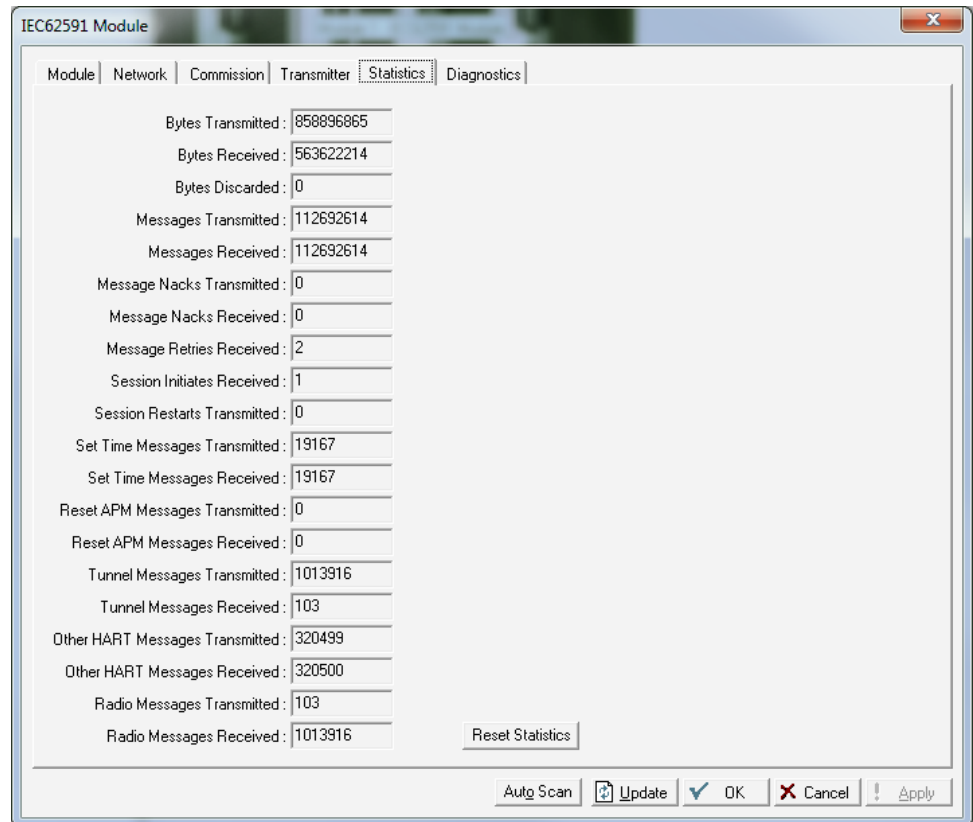 IEC62591 Module
Module Network Commission Transmitter Statistics Diagnostics
Bytes Transmitted : 858896865
Bytes Received : 563622214
Bytes Discarded : 0
Messages Transmitted : 112692614
Messages Received : 112692614
Message Nacks Transmitted : 0
Message Nacks Received : 0
Message Retries Received : 2
Session Initiates Received : 1
Session Restarts Transmitted : 0
Set Time Messages Transmitted : 19167
Set Time Messages Received : 19167
Reset APM Messages Transmitted : 0
Reset APM Messages Received : 0
Tunnel Messages Transmitted : 1013916
Tunnel Messages Received : 103
Other HART Messages Transmitted : 320499
Other HART Messages Received : 320500
Radio Messages Transmitted : 103
Radio Messages Received : 1013916 Reset Statistics
Auto Scan Update OK Cancel ! Apply